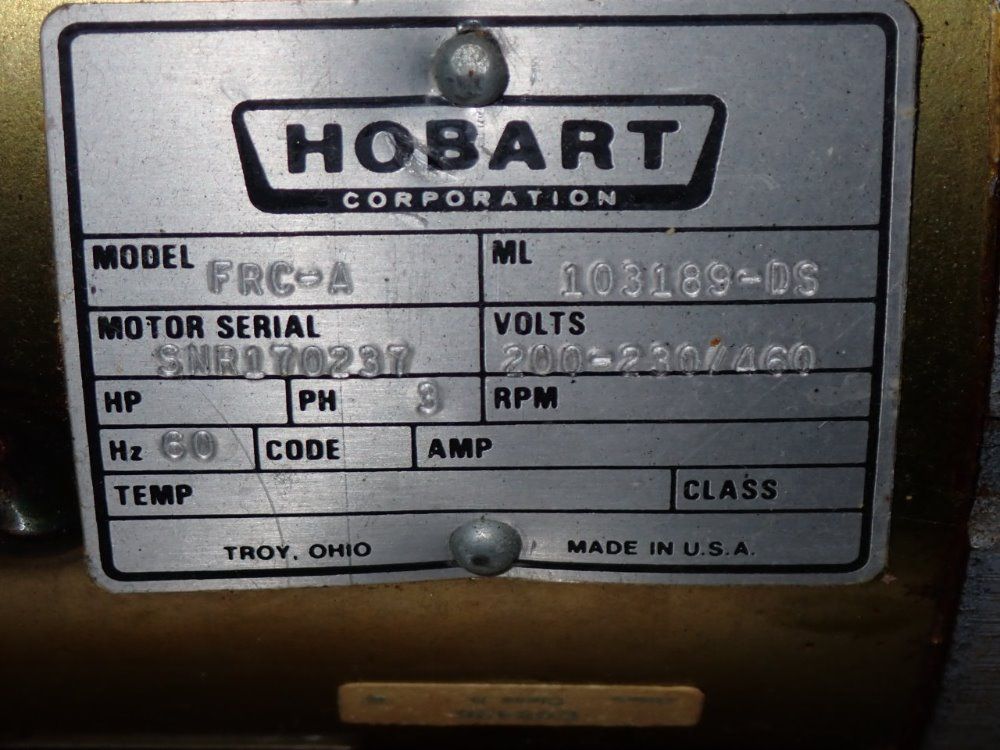 HOBART
CORPORATION
MODEL FRC-A ML 103189-DS
MOTOR SERIAL SNR170237 VOLTS 200-230/460
HP PH 3 RPM
Hz 60 CODE AMP
TEMP CLASS
TROY, OHIO MADE IN U.S.A.